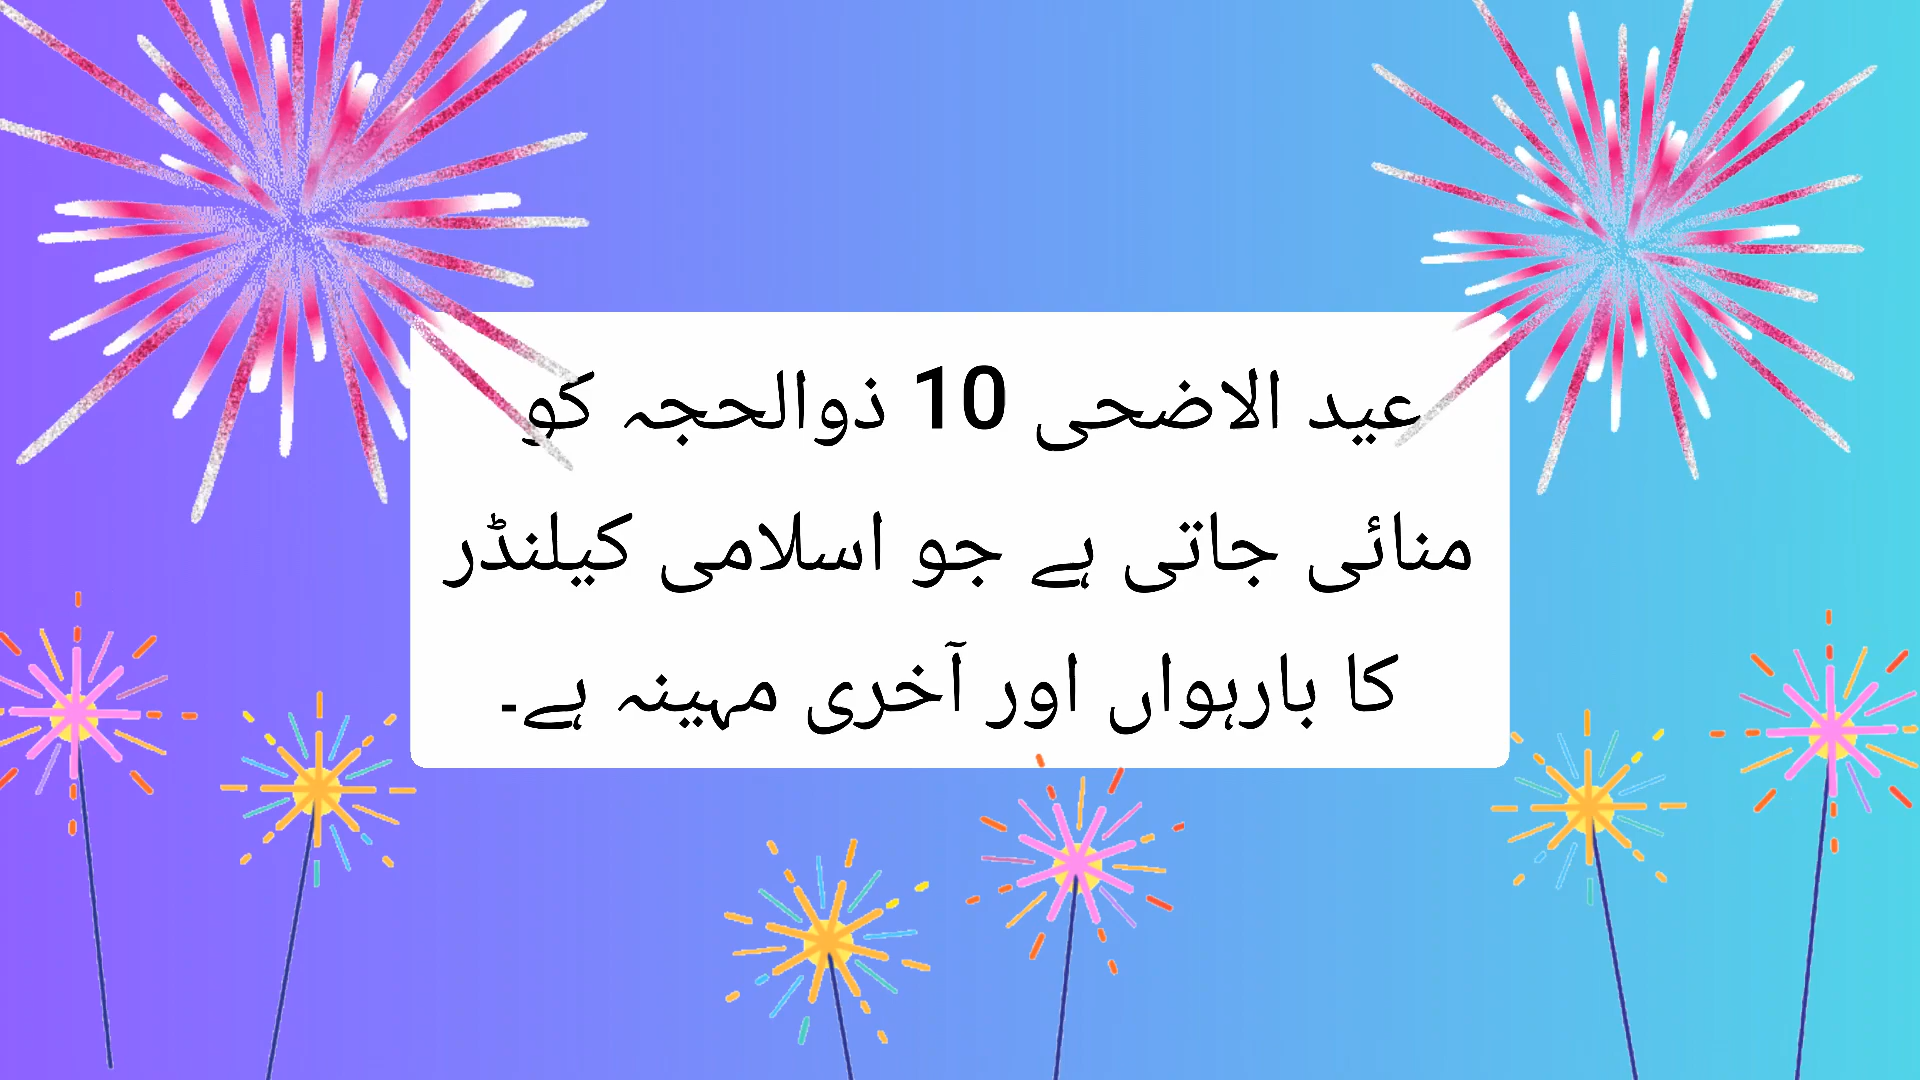 عید الاضحی 10 ذوالحجہ کو
منائی جاتی ہے جو اسلامی کیلنڈر
کا بارہواں اور آخری مہینہ ہے۔